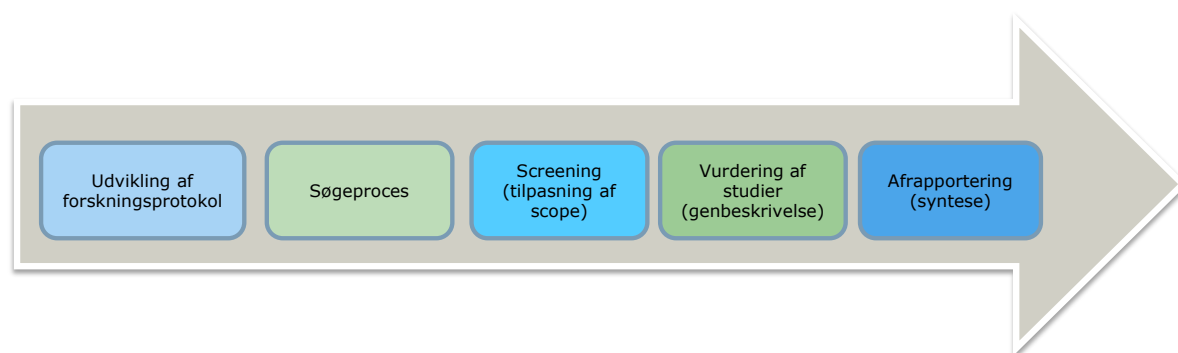 Udvikling af
forskningsprotokol
Søgeproces
Screening
(tilpasning af
scope)
Vurdering af
studier
(genbeskrivelse)
Afrapportering
(syntese)